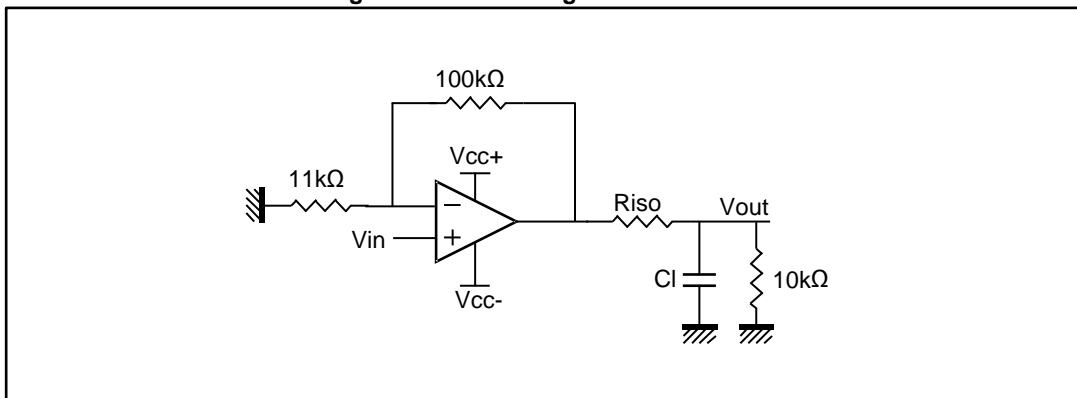 100kΩ
Vcc+
11kΩ
−
Riso
Vout
Vin
+
Cl
10kΩ
Vcc-